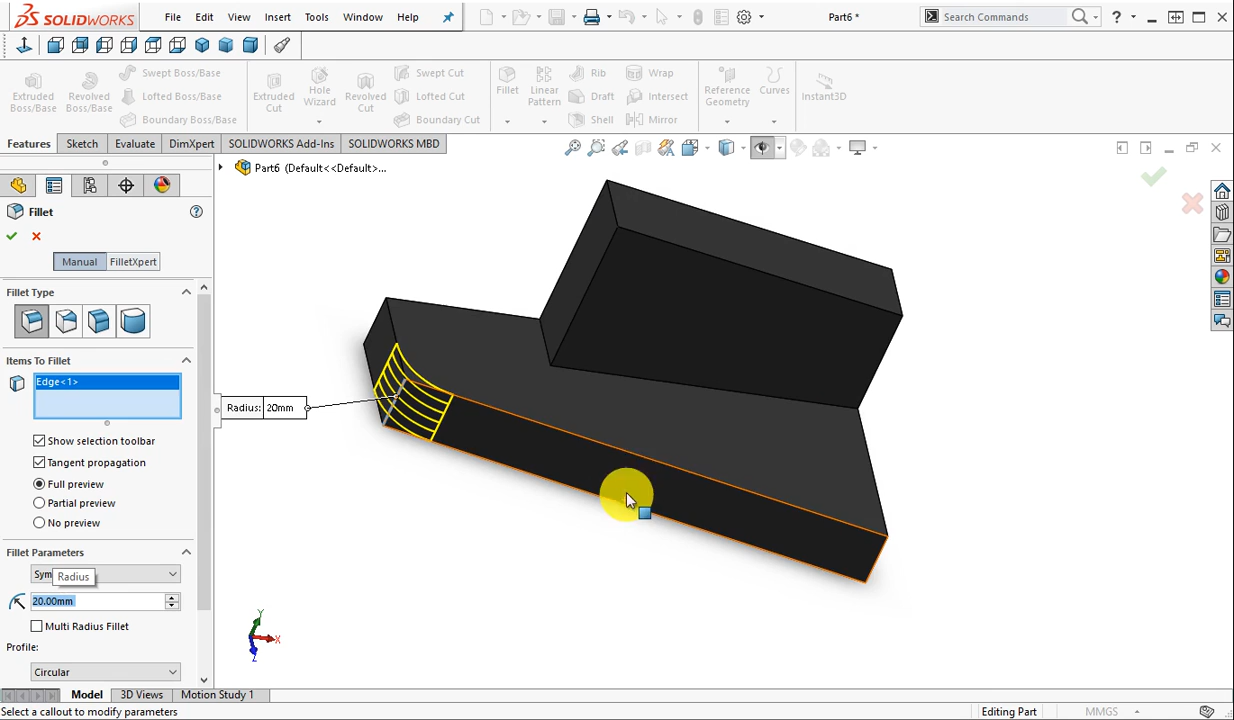 SOLIDWORKS File Edit View Insert Tools Window Help Part6 * Search Commands ?
Extruded Boss/Base
Revolved Boss/Base
Swept Boss/Base
Lofted Boss/Base
Boundary Boss/Base
Extruded Cut
Hole Wizard
Revolved Cut
Swept Cut
Lofted Cut
Boundary Cut
Fillet
Linear Pattern
Rib
Draft
Shell
Wrap
Intersect
Mirror
Reference Geometry
Curves
Instant3D
Features Sketch Evaluate DimXpert SOLIDWORKS Add-Ins SOLIDWORKS MBD
Part6 (Default<<Default>...
Fillet
Manual FilletXpert
Fillet Type
Items To Fillet
Edge<1>
Radius: 20mm
Show selection toolbar
Tangent propagation
Full preview
Partial preview
No preview
Fillet Parameters
Sym
Radius
20.00mm
Multi Radius Fillet
Profile:
Circular
Y
X
Z
Model 3D Views Motion Study 1
Select a callout to modify parameters Editing Part MMGS